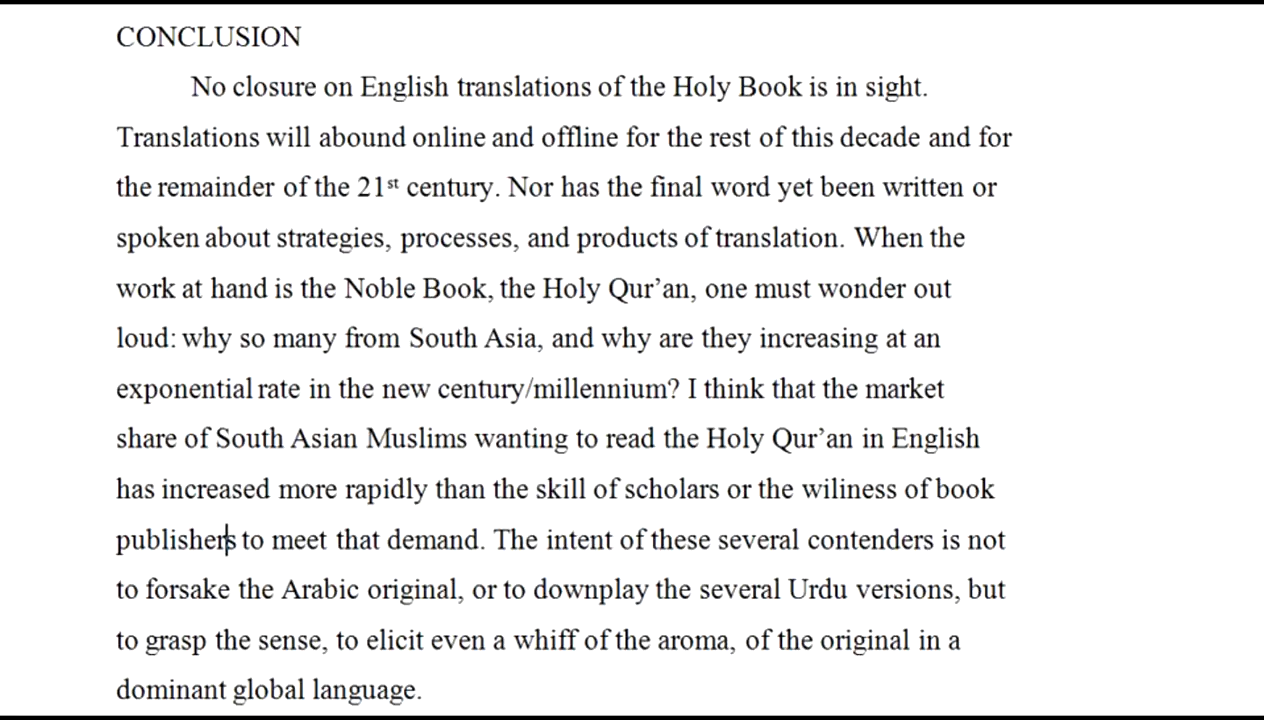 CONCLUSION
No closure on English translations of the Holy Book is in sight.
Translations will abound online and offline for the rest of this decade and for
the remainder of the 21st century. Nor has the final word yet been written or
spoken about strategies, processes, and products of translation. When the
work at hand is the Noble Book, the Holy Qur’an, one must wonder out
loud: why so many from South Asia, and why are they increasing at an
exponential rate in the new century/millennium? I think that the market
share of South Asian Muslims wanting to read the Holy Qur’an in English
has increased more rapidly than the skill of scholars or the wiliness of book
publishers to meet that demand. The intent of these several contenders is not
to forsake the Arabic original, or to downplay the several Urdu versions, but
to grasp the sense, to elicit even a whiff of the aroma, of the original in a
dominant global language.